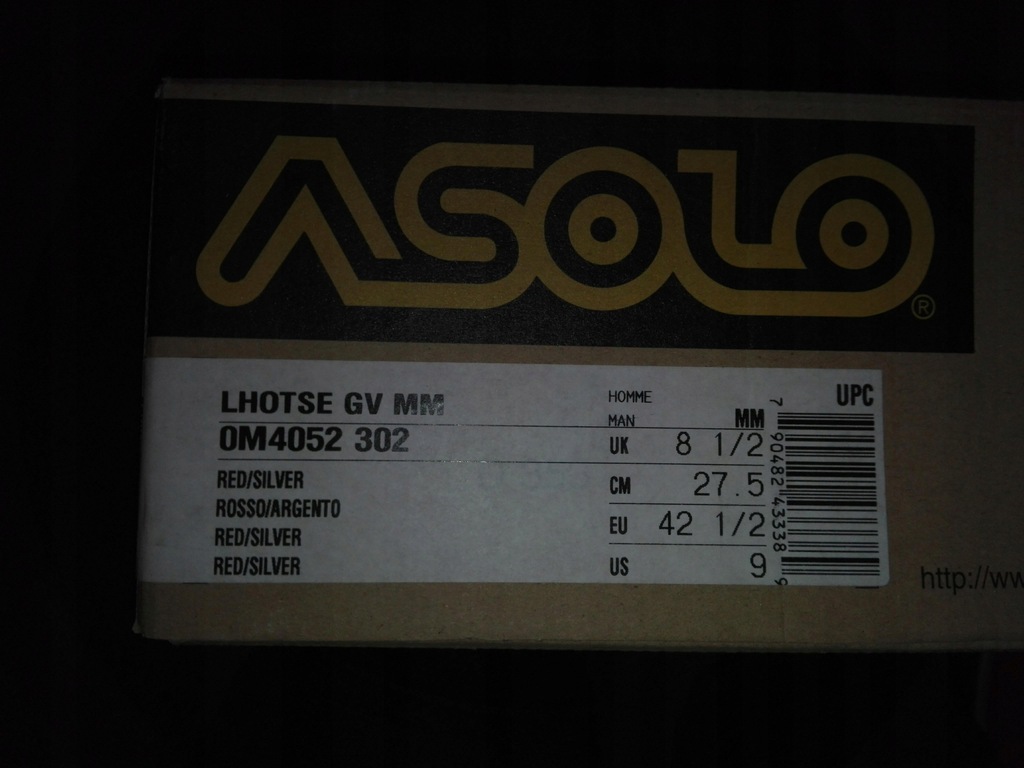 ASOLO®
LHOTSE GV MM
0M4052 302
RED/SILVER
ROSSO/ARGENTO
RED/SILVER
RED/SILVER
HOMME
MAN MM
UK 8 1/2
CM 27.5
EU 42 1/2
US 9
UPC
7 90482 43338 9
http://ww